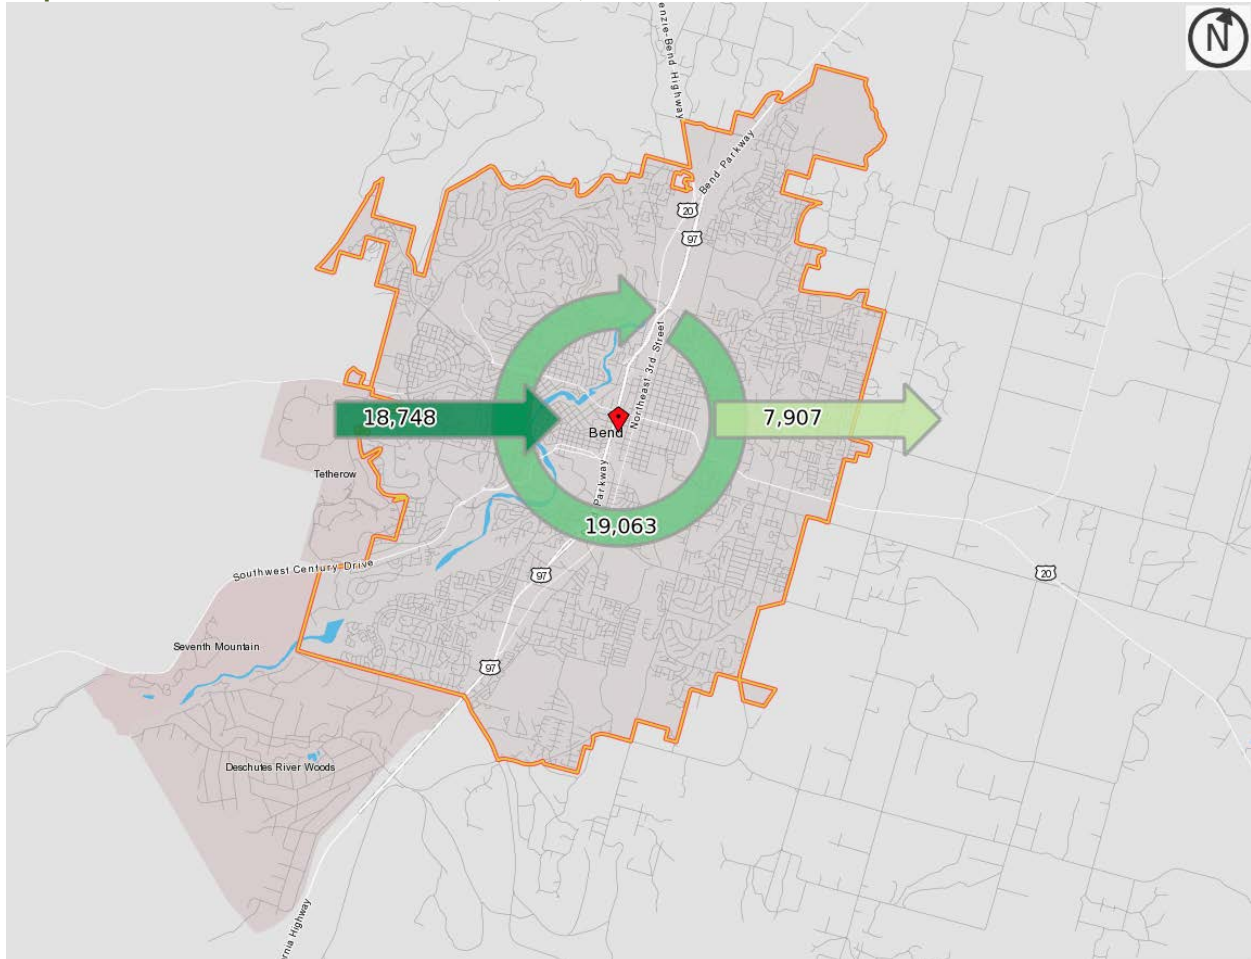 N
enzie-Bend Highway
Bend Parkway
20
97
Northeast 3rd Street
18,748
7,907
Bend
Tetherow
Parkway
19,063
Southwest Century Drive
97
20
Seventh Mountain
97
Deschutes River Woods
rnia Highway